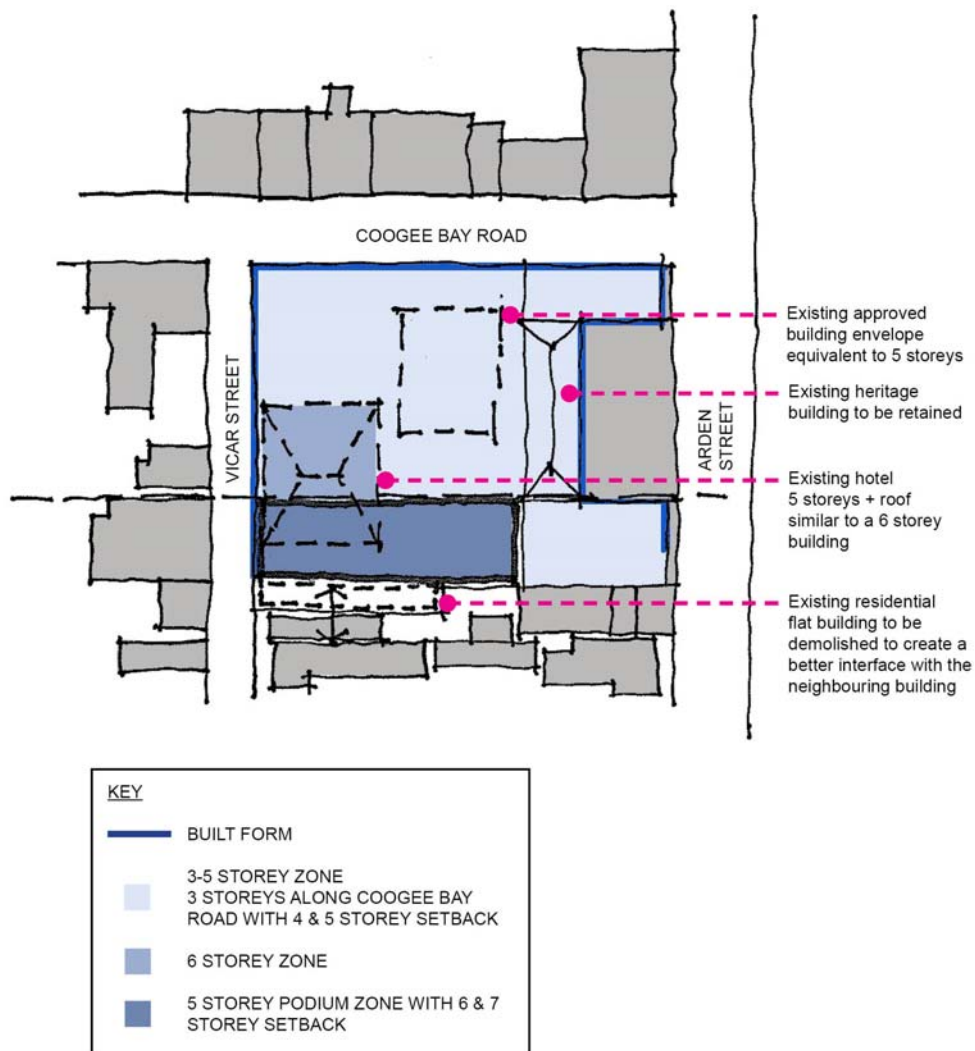 COOGEE BAY ROAD
VICAR STREET
ARDEN
STREET
Existing approved
building envelope
equivalent to 5 storeys
Existing heritage
building to be retained
Existing hotel
5 storeys + roof
similar to a 6 storey
building
Existing residential
flat building to be
demolished to create a
better interface with the
neighbouring building
KEY
BUILT FORM
3-5 STOREY ZONE
3 STOREYS ALONG COOGEE BAY
ROAD WITH 4 & 5 STOREY SETBACK
6 STOREY ZONE
5 STOREY PODIUM ZONE WITH 6 & 7
STOREY SETBACK